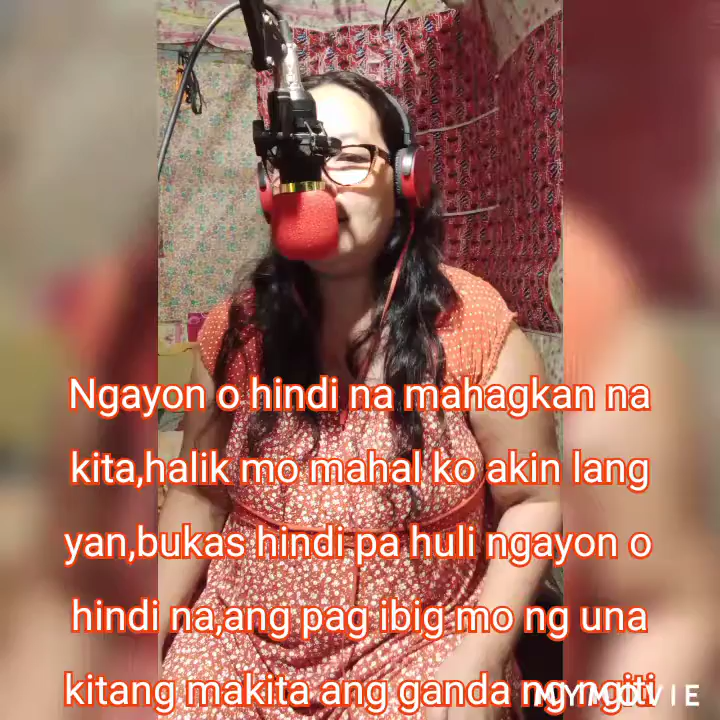 Ngayon o hindi na mahagkan na
kita,halik mo mahal ko akin lang
yan,bukas hindi pa huli ngayon o
hindi na,ang pag ibig mo ng una
kitang makita ang ganda ng ngiti
MYMOVIE